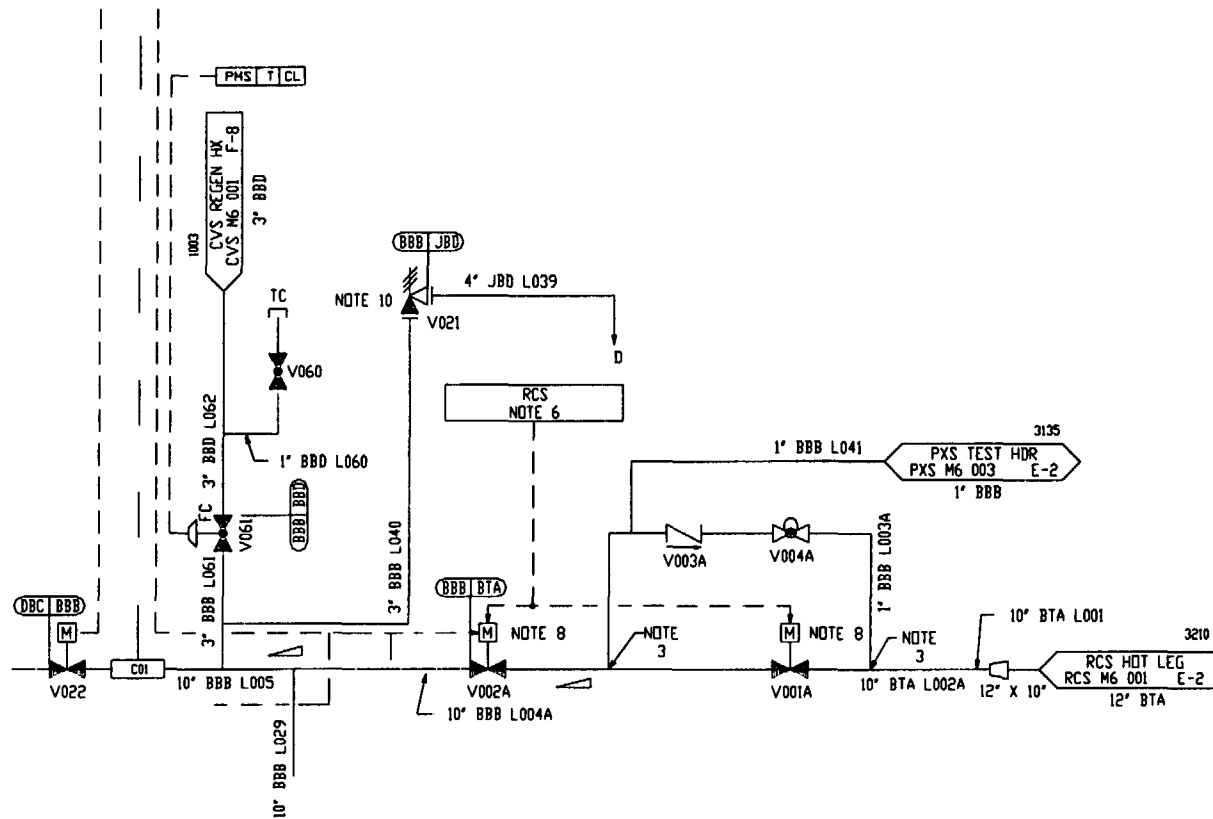 PMS T CL
1003
CVS REGEN HX
CVS M6 001 F-8
3" BBD
BBB JBD
4" JBD L039
TC
NOTE 10
V021
D
V060
RCS
NOTE 6
3" BBD L062
1" BBD L060
3135
1" BBB L041
PXS TEST HDR
PXS M6 003 E-2
1" BBB
FC
V061
BBB BBD
3" BBB L040
V003A
V004A
1" BBB L003A
3" BBB L061
DBC BBB
BBB BTA
M
M
NOTE 8
M
NOTE 8
NOTE
3
NOTE
3
10" BTA L001
3210
RCS HOT LEG
RCS M6 001 E-2
12" BTA
C01
V022
10" BBB L005
V002A
V001A
10" BTA L002A
12" X 10"
10" BBB L004A
10" BBB L029